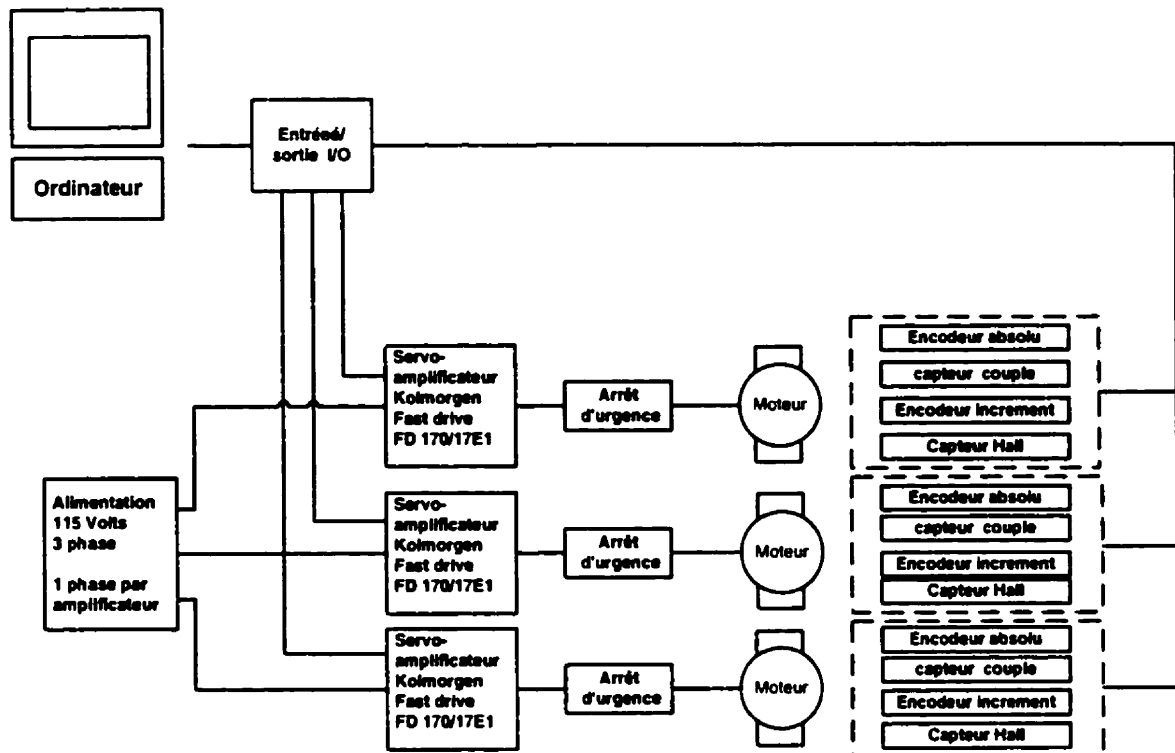 Entréeé/
sortie I/O
Ordinateur
Servo-
amplificateur
Kolmorgen
Fast drive
FD 170/17E1
Arrêt
d'urgence
Moteur
Encodeur absolu
capteur couple
Encodeur increment
Capteur Hall
Alimentation
115 Volts
3 phase
1 phase par
amplificateur
Servo-
amplificateur
Kolmorgen
Fast drive
FD 170/17E1
Arrêt
d'urgence
Moteur
Encodeur absolu
capteur couple
Encodeur increment
Capteur Hall
Servo-
amplificateur
Kolmorgen
Fast drive
FD 170/17E1
Arrêt
d'urgence
Moteur
Encodeur absolu
capteur couple
Encodeur increment
Capteur Hall